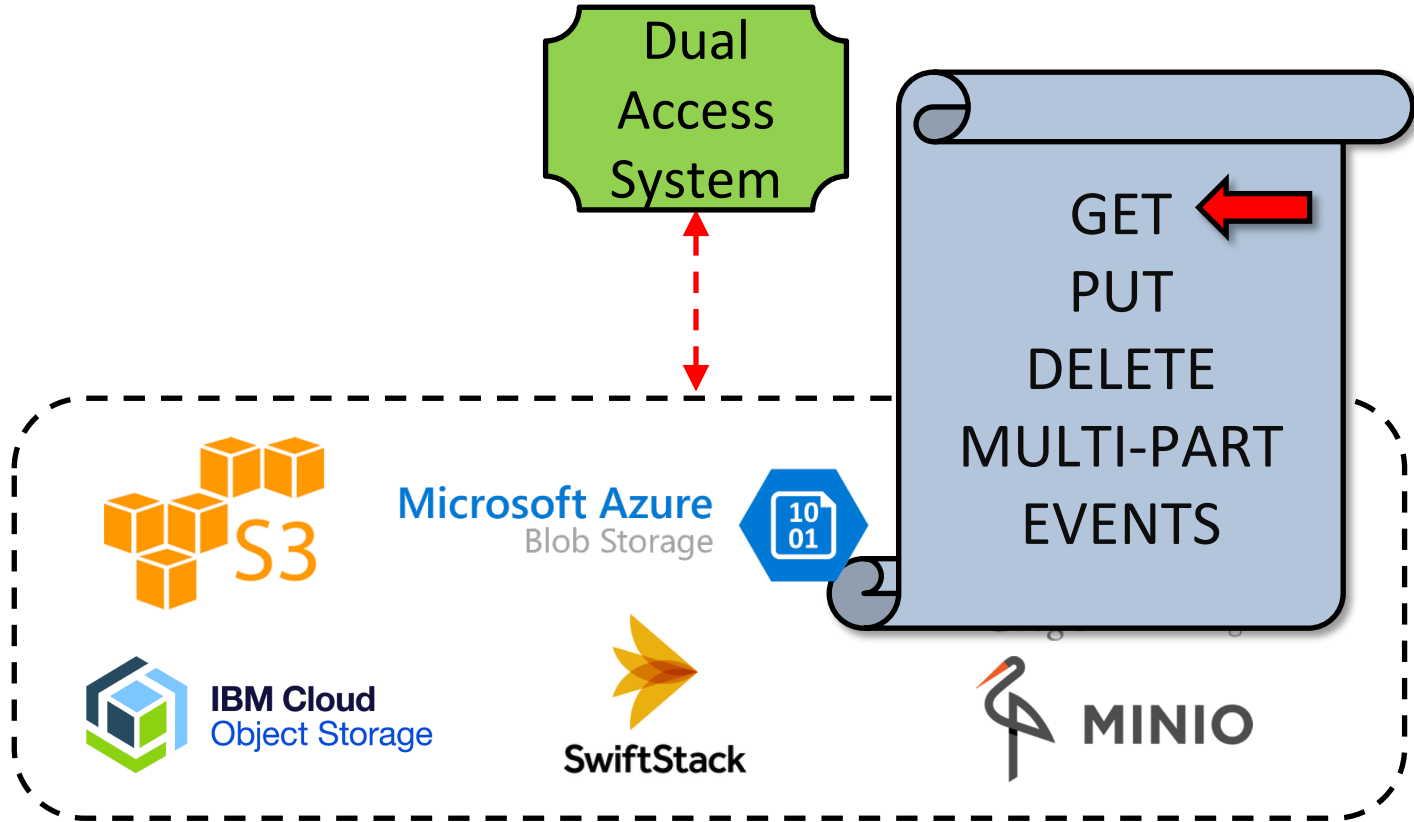 Dual
Access
System
GET
PUT
DELETE
MULTI-PART
EVENTS
S3
Microsoft Azure
Blob Storage
10
01
IBM Cloud
Object Storage
SwiftStack
MINIO